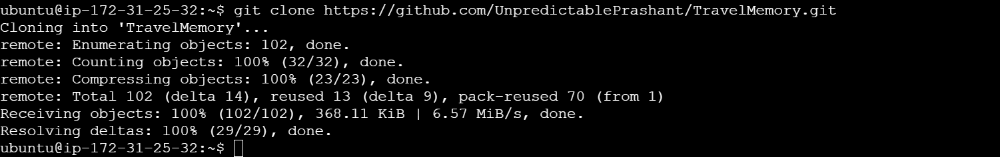 ubuntu@ip-172-31-25-32:~$ git clone https://github.com/UnpredictablePrashant/TravelMemory.git
Cloning into 'TravelMemory'...
remote: Enumerating objects: 102, done.
remote: Counting objects: 100% (32/32), done.
remote: Compressing objects: 100% (23/23), done.
remote: Total 102 (delta 14), reused 13 (delta 9), pack-reused 70 (from 1)
Receiving objects: 100% (102/102), 368.11 KiB | 6.57 MiB/s, done.
Resolving deltas: 100% (29/29), done.
ubuntu@ip-172-31-25-32:~$